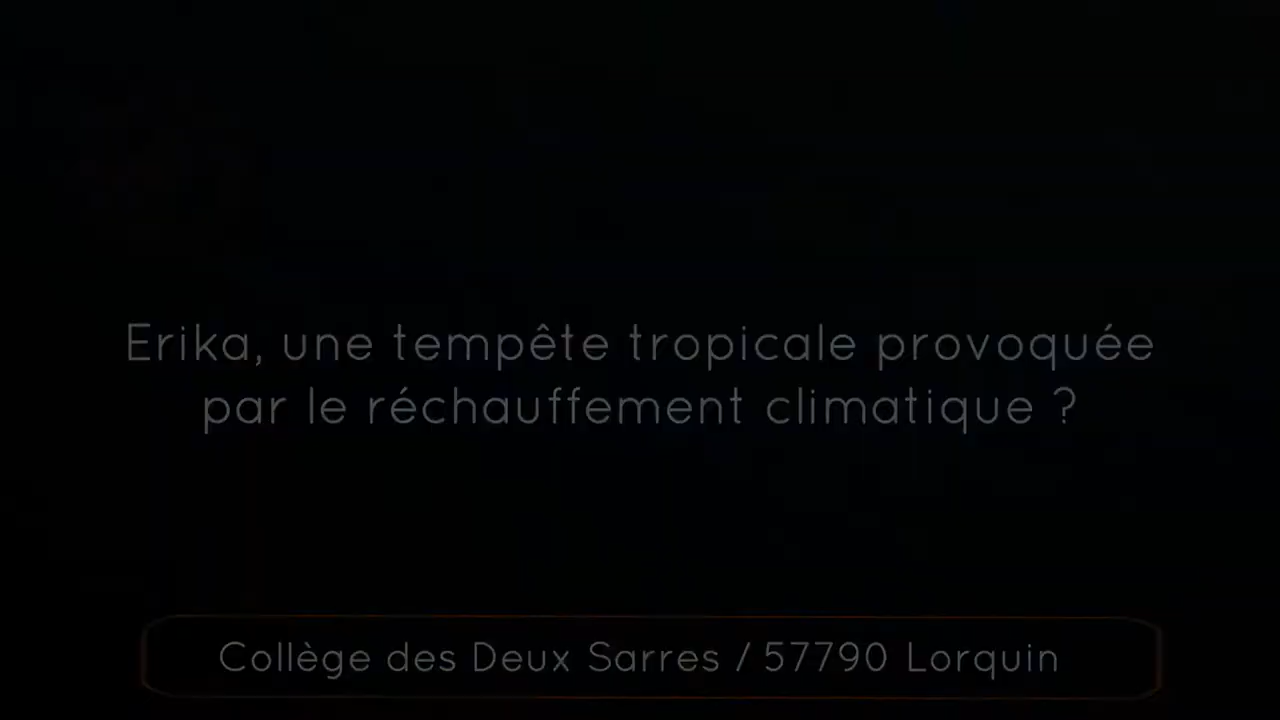 Erika, une tempête tropicale provoquée
par le réchauffement climatique ?
Collège des Deux Sarres / 57790 Lorquin